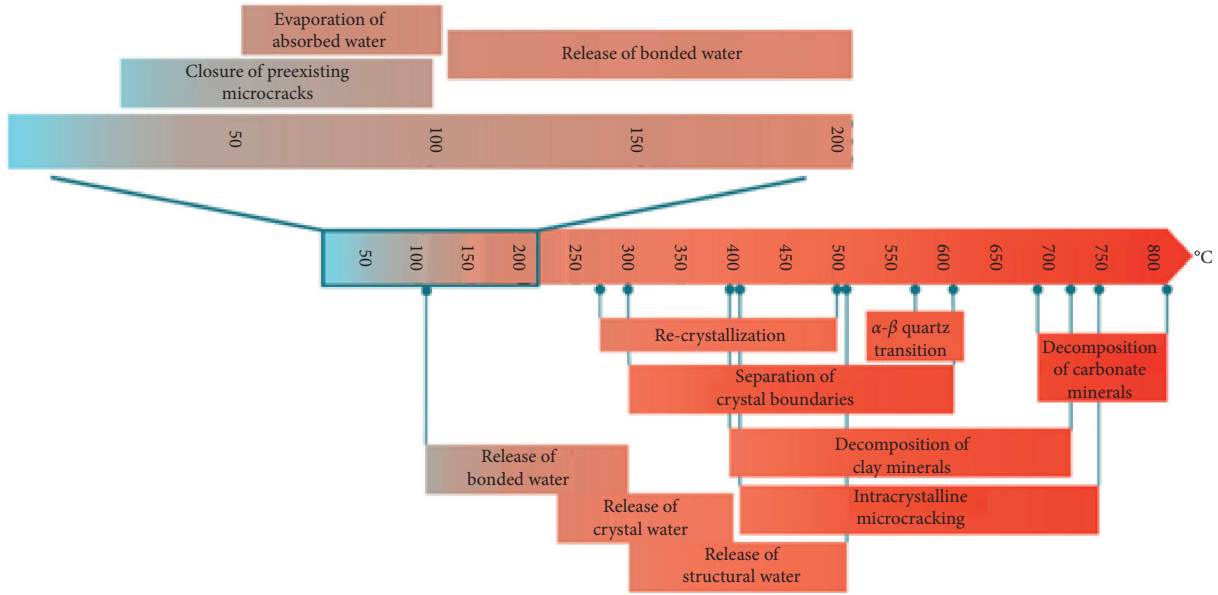 Evaporation of
absorbed water
Release of bonded water
Closure of preexisting
microcracks
50
100
150
200
50
100
150
200
250
300
350
400
450
500
550
600
650
700
750
800
°C
Re-crystallization
α-β quartz
transition
Decomposition
of carbonate
minerals
Separation of
crystal boundaries
Decomposition of
clay minerals
Release of
bonded water
Intracrystalline
microcracking
Release of
crystal water
Release of
structural water